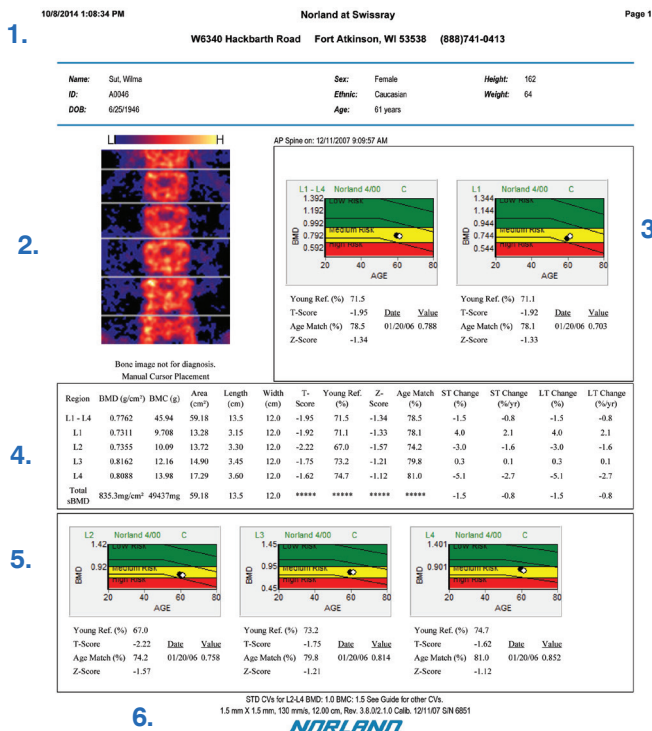 10/8/2014 1:08:34 PM Norland at Swissray Page 1
1.
W6340 Hackbarth Road Fort Atkinson, WI 53538 (888)741-0413
Name: Sut, Wilma Sex: Female Height: 162
ID: A0046 Ethnic: Caucasian Weight: 64
DOB: 6/25/1946 Age: 61 years
L H
AP Spine on: 12/11/2007 9:09:57 AM
2.
3
L1 - L4 Norland 4/00 C
1.392 Low Risk
1.192
0.992
0.792 Medium Risk
0.592 High Risk
BMD
20 40 60 80
AGE
Young Ref. (%) 71.5
T-Score -1.95 Date Value
Age Match (%) 78.5 01/20/06 0.788
Z-Score -1.34
L1 Norland 4/00 C
1.344 Low Risk
1.144
0.944
0.744 Medium Risk
0.544 High Risk
BMD
20 40 60 80
AGE
Young Ref. (%) 71.1
T-Score -1.92 Date Value
Age Match (%) 78.1 01/20/06 0.703
Z-Score -1.33
Bone image not for diagnosis.
Manual Cursor Placement
4.
Region BMD (g/cm²) BMC (g) Area (cm²) Length (cm) Width (cm) T-Score Young Ref. (%) Z-Score Age Match (%) ST Change (%) ST Change (%/yr) LT Change (%) LT Change (%/yr)
L1 - L4 0.7762 45.94 59.18 13.5 12.0 -1.95 71.5 -1.34 78.5 -1.5 -0.8 -1.5 -0.8
L1 0.7311 9.708 13.28 3.15 12.0 -1.92 71.1 -1.33 78.1 4.0 2.1 4.0 2.1
L2 0.7355 10.09 13.72 3.30 12.0 -2.22 67.0 -1.57 74.2 -3.0 -1.6 -3.0 -1.6
L3 0.8162 12.16 14.90 3.45 12.0 -1.75 73.2 -1.21 79.8 0.3 0.1 0.3 0.1
L4 0.8088 13.98 17.29 3.60 12.0 -1.62 74.7 -1.12 81.0 -5.1 -2.7 -5.1 -2.7
Total sBMD 835.3mg/cm² 49437mg 59.18 13.5 12.0 ***** ***** ***** ***** -1.5 -0.8 -1.5 -0.8
5.
L2 Norland 4/00 C
1.42 Low Risk
0.92 Medium Risk
High Risk
BMD
20 40 60 80
AGE
Young Ref. (%) 67.0
T-Score -2.22 Date Value
Age Match (%) 74.2 01/20/06 0.758
Z-Score -1.57
L3 Norland 4/00 C
1.45 Low Risk
0.95 Medium Risk
0.45 High Risk
BMD
20 40 60 80
AGE
Young Ref. (%) 73.2
T-Score -1.75 Date Value
Age Match (%) 79.8 01/20/06 0.814
Z-Score -1.21
L4 Norland 4/00 C
1.401 Low Risk
0.901 Medium Risk
High Risk
BMD
20 40 60 80
AGE
Young Ref. (%) 74.7
T-Score -1.62 Date Value
Age Match (%) 81.0 01/20/06 0.852
Z-Score -1.12
6.
STD CVs for L2-L4 BMD: 1.0 BMC: 1.5 See Guide for other CVs.
1.5 mm X 1.5 mm, 130 mm/s, 12.00 cm, Rev. 3.8.0/2.1.0 Calib. 12/11/07 S/N 6851
NORLAND